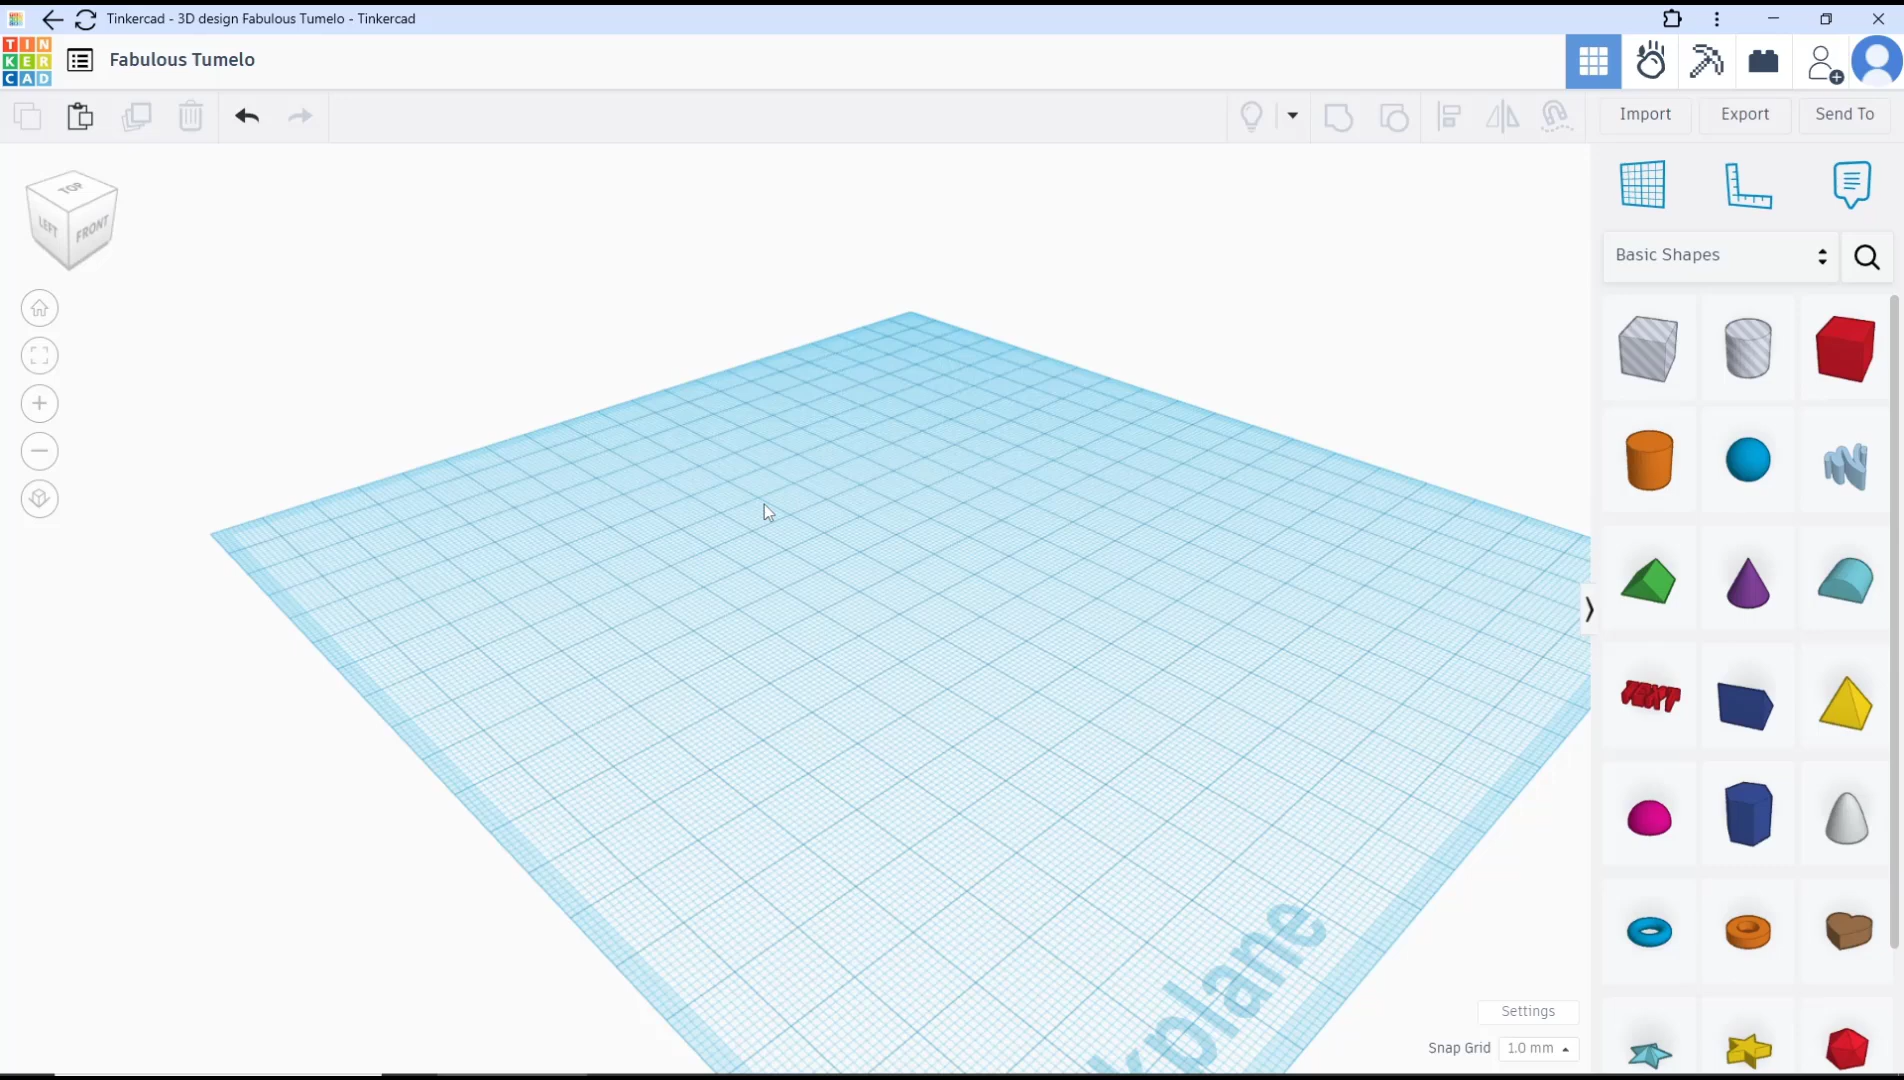 Tinkercad - 3D design Fabulous Tumelo - Tinkercad
TIN
KER
CAD
Fabulous Tumelo
Import
Export
Send To
TOP
LEFT
FRONT
Basic Shapes
TEXT
kplane
Settings
Snap Grid
1.0 mm